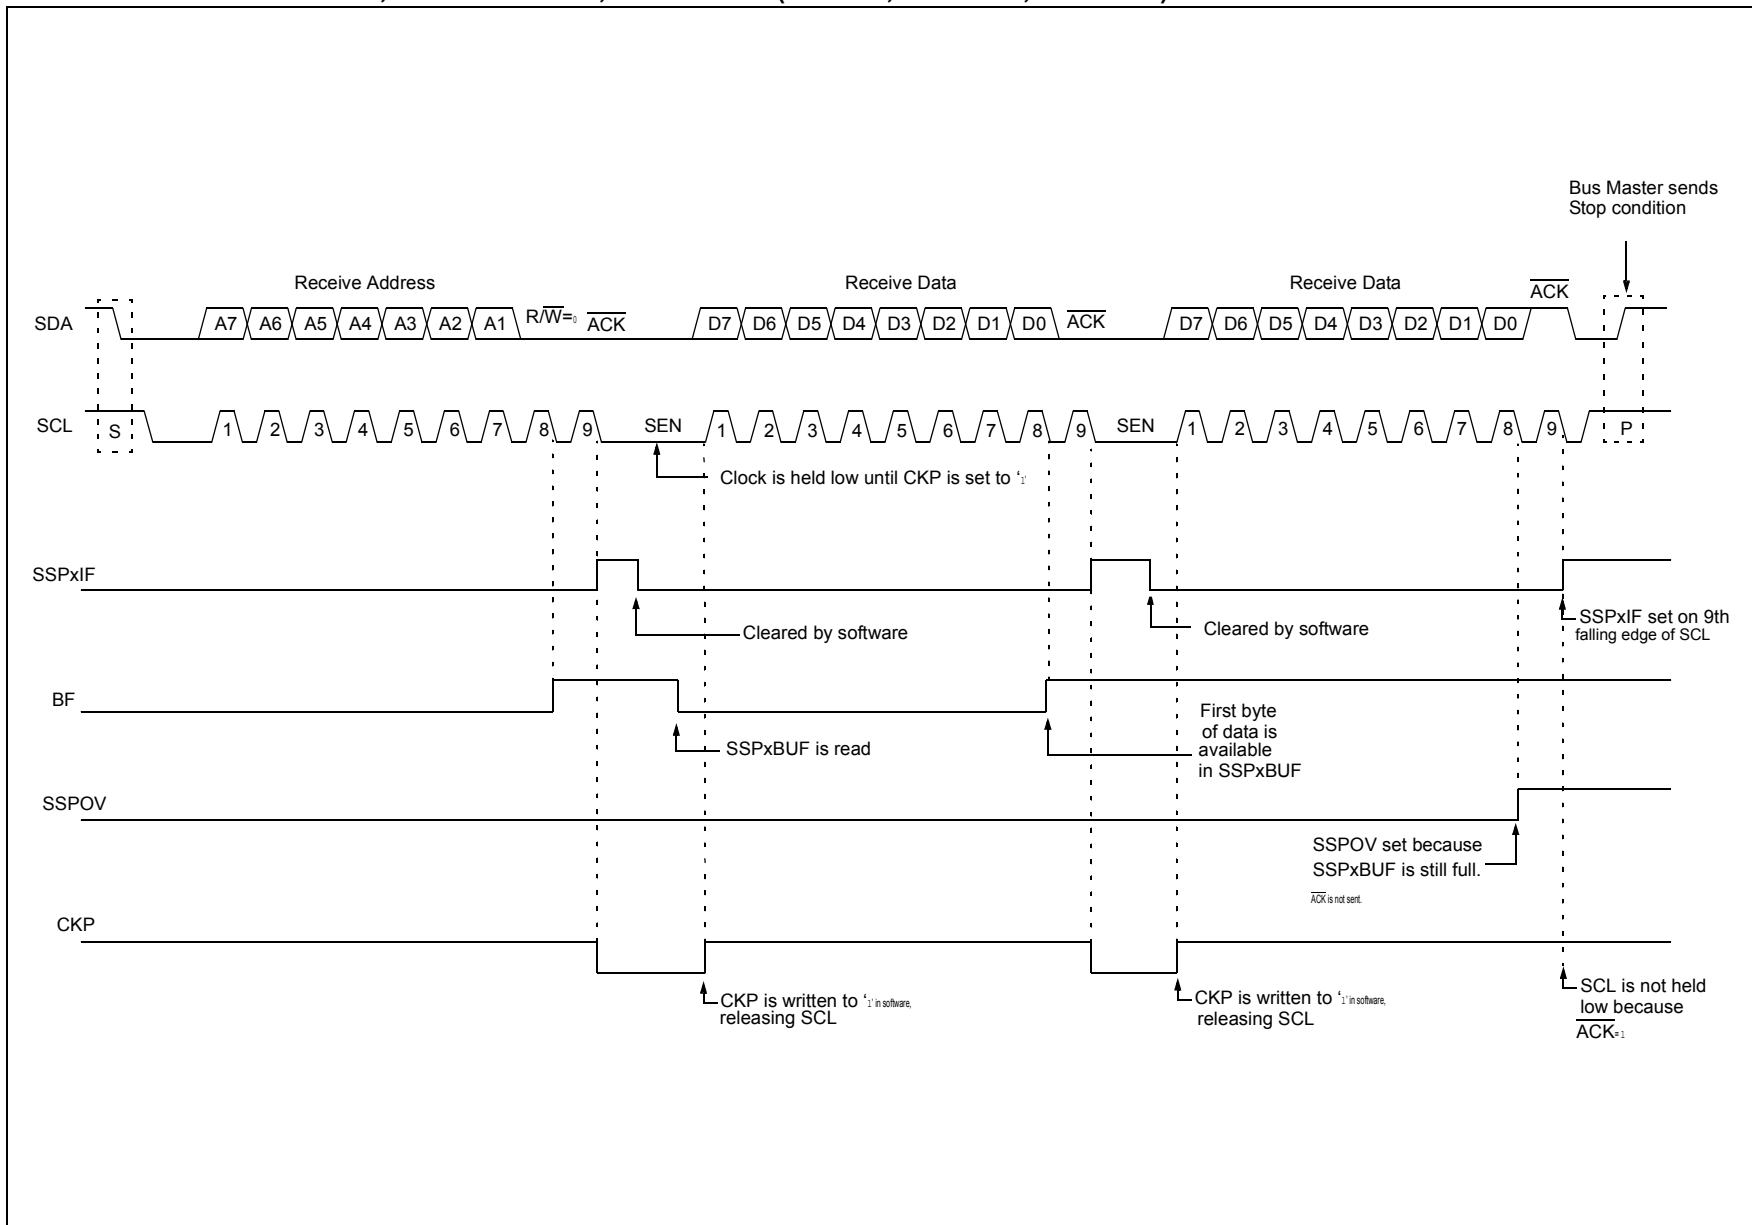 Bus Master sends
Stop condition
Receive Address
Receive Data
Receive Data
ACK
SDA
A7 A6 A5 A4 A3 A2 A1 R/W=0 ACK
D7 D6 D5 D4 D3 D2 D1 D0 ACK
D7 D6 D5 D4 D3 D2 D1 D0
SCL
S
1 2 3 4 5 6 7 8 9 SEN
1 2 3 4 5 6 7 8 9 SEN
1 2 3 4 5 6 7 8 9 P
Clock is held low until CKP is set to ‘1’
SSPxIF
Cleared by software
Cleared by software
SSPxIF set on 9th
falling edge of SCL
BF
SSPxBUF is read
First byte
of data is
available
in SSPxBUF
SSPOV
SSPOV set because
SSPxBUF is still full.
ACK is not sent.
CKP
CKP is written to ‘1’ in software,
releasing SCL
CKP is written to ‘1’ in software,
releasing SCL
SCL is not held
low because
ACK=1